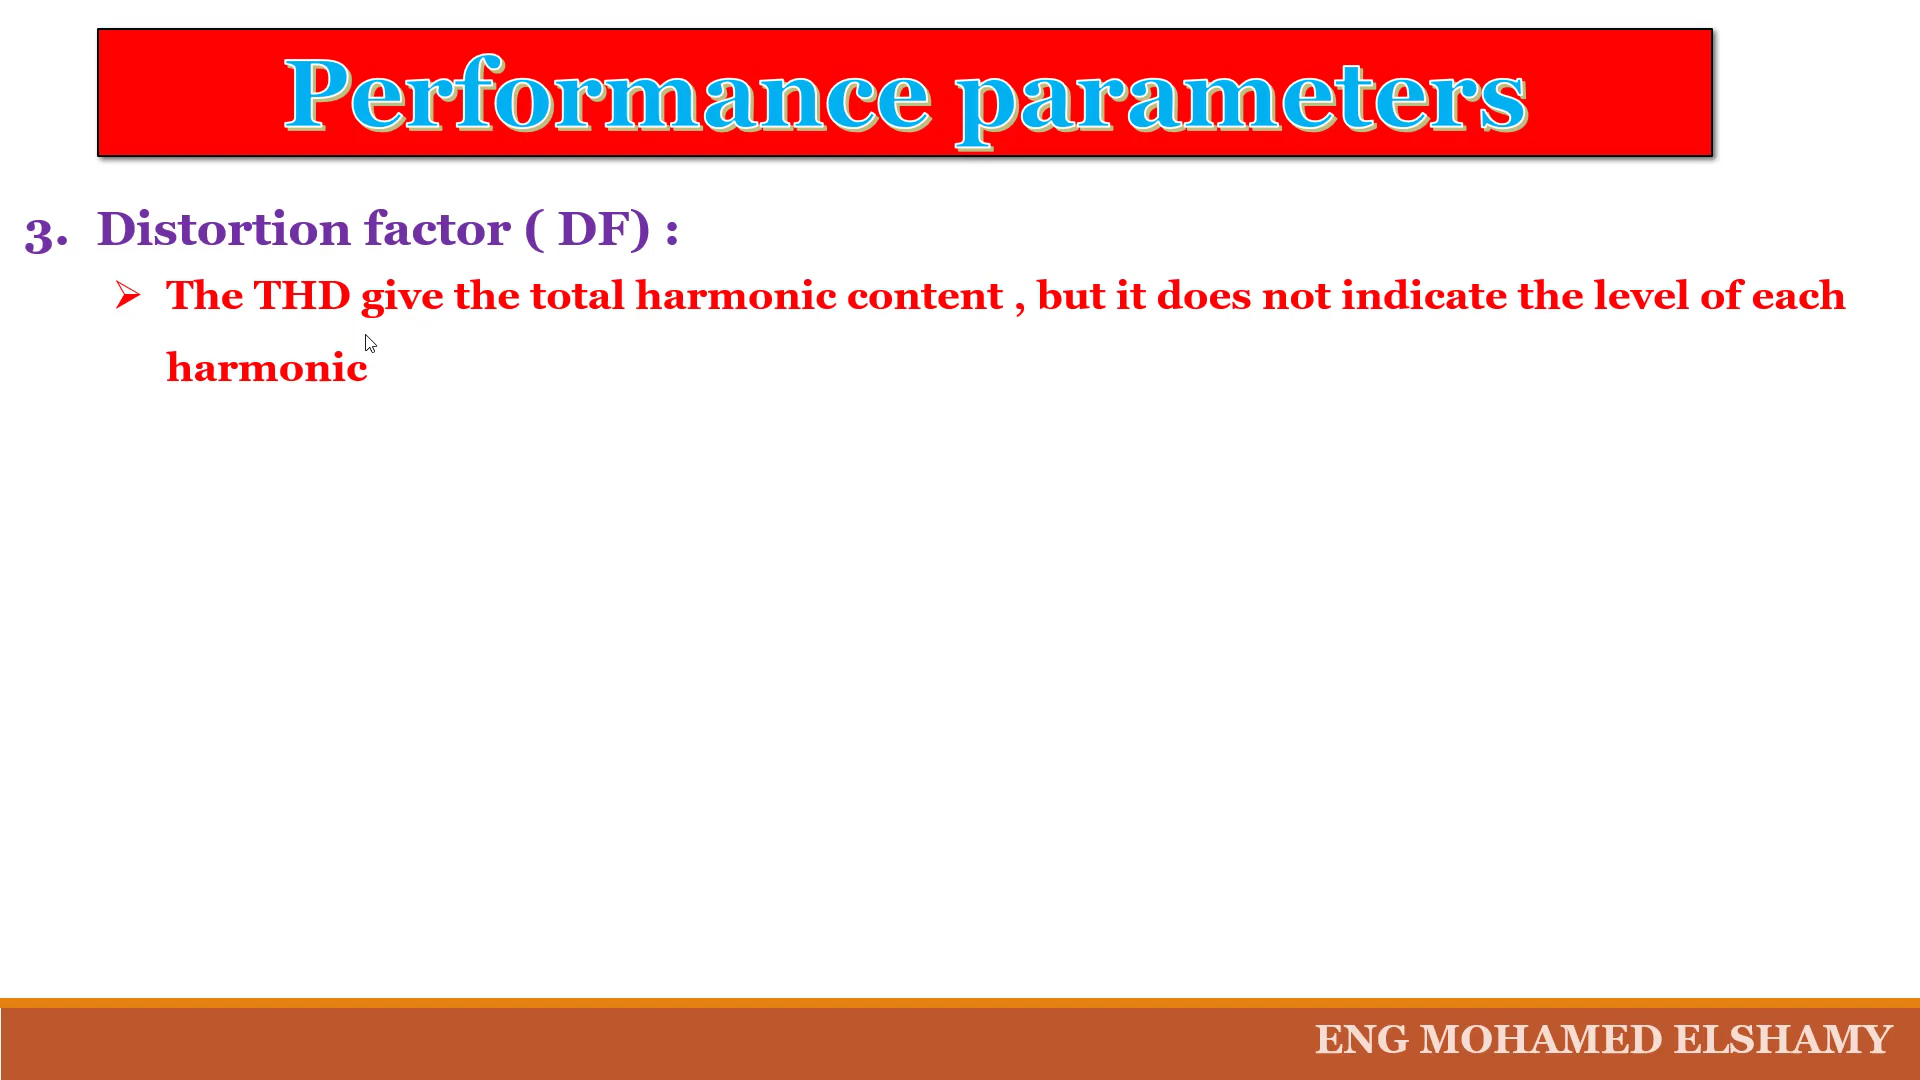 Performance parameters
3. Distortion factor ( DF) :
➢ The THD give the total harmonic content , but it does not indicate the level of each
harmonic
ENG MOHAMED ELSHAMY